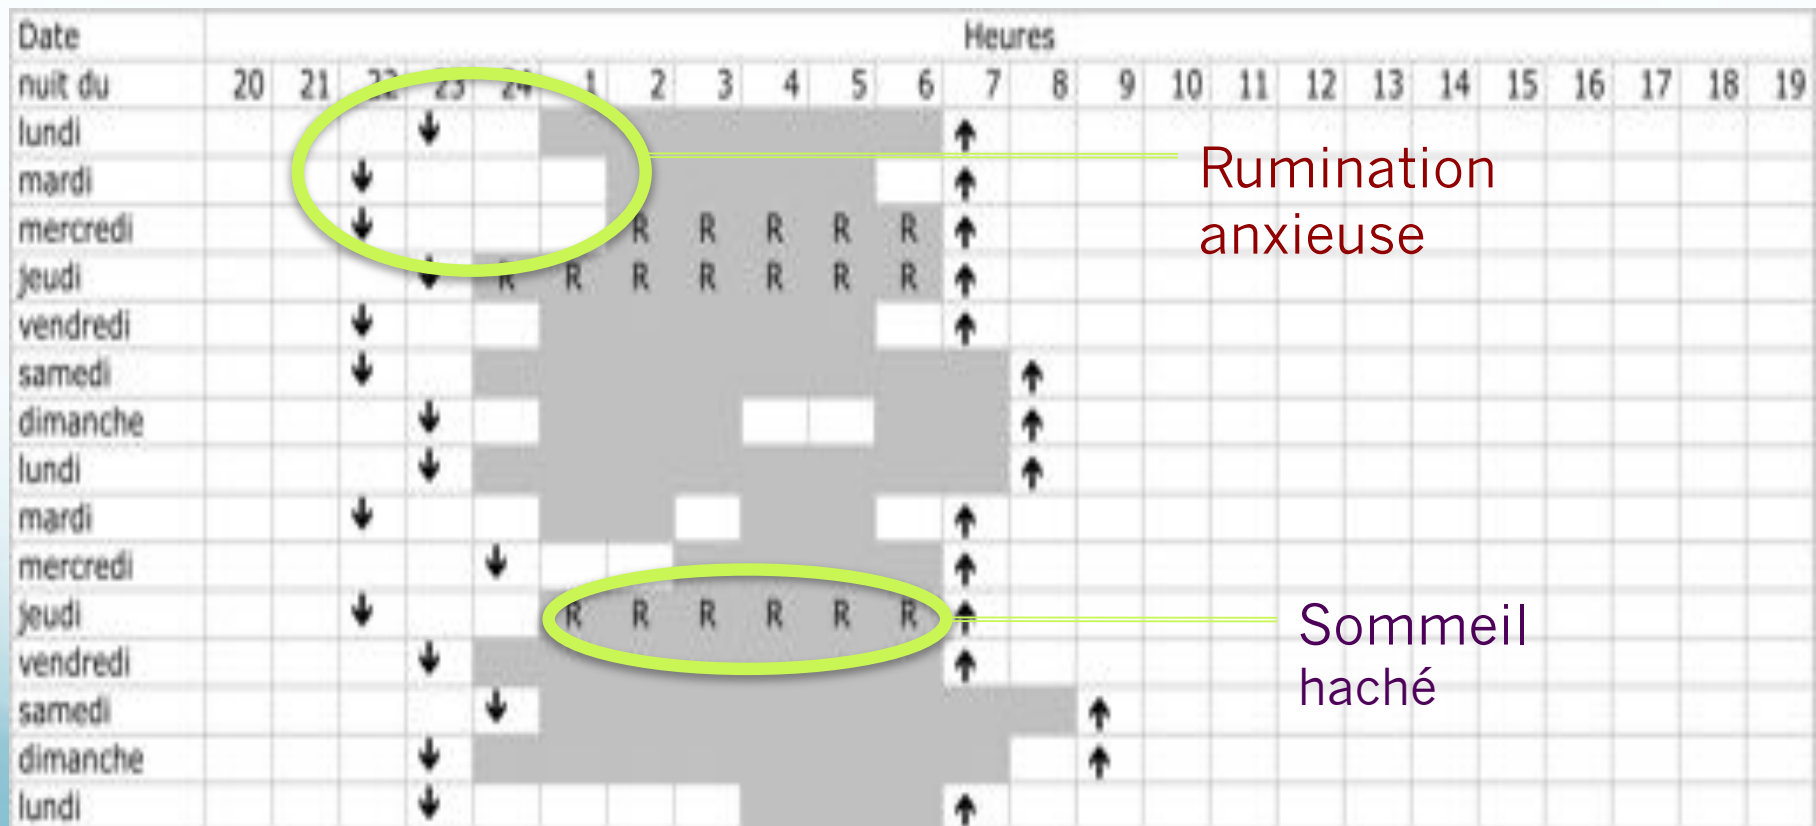 Date Heures
nuit du 20 21 22 23 24 1 2 3 4 5 6 7 8 9 10 11 12 13 14 15 16 17 18 19
lundi ↓ ↑
mardi ↓ ↑
mercredi ↓ R R R R R ↑
jeudi ↓ R R R R R R R ↑
vendredi ↓ ↑
samedi ↓ ↑
dimanche ↓ ↑
lundi ↓ ↑
mardi ↓ ↑
mercredi ↓ ↑
jeudi ↓ R R R R R R ↑
vendredi ↓ ↑
samedi ↓ ↑
dimanche ↓ ↑
lundi ↓ ↑
Rumination
anxieuse
Sommeil
haché